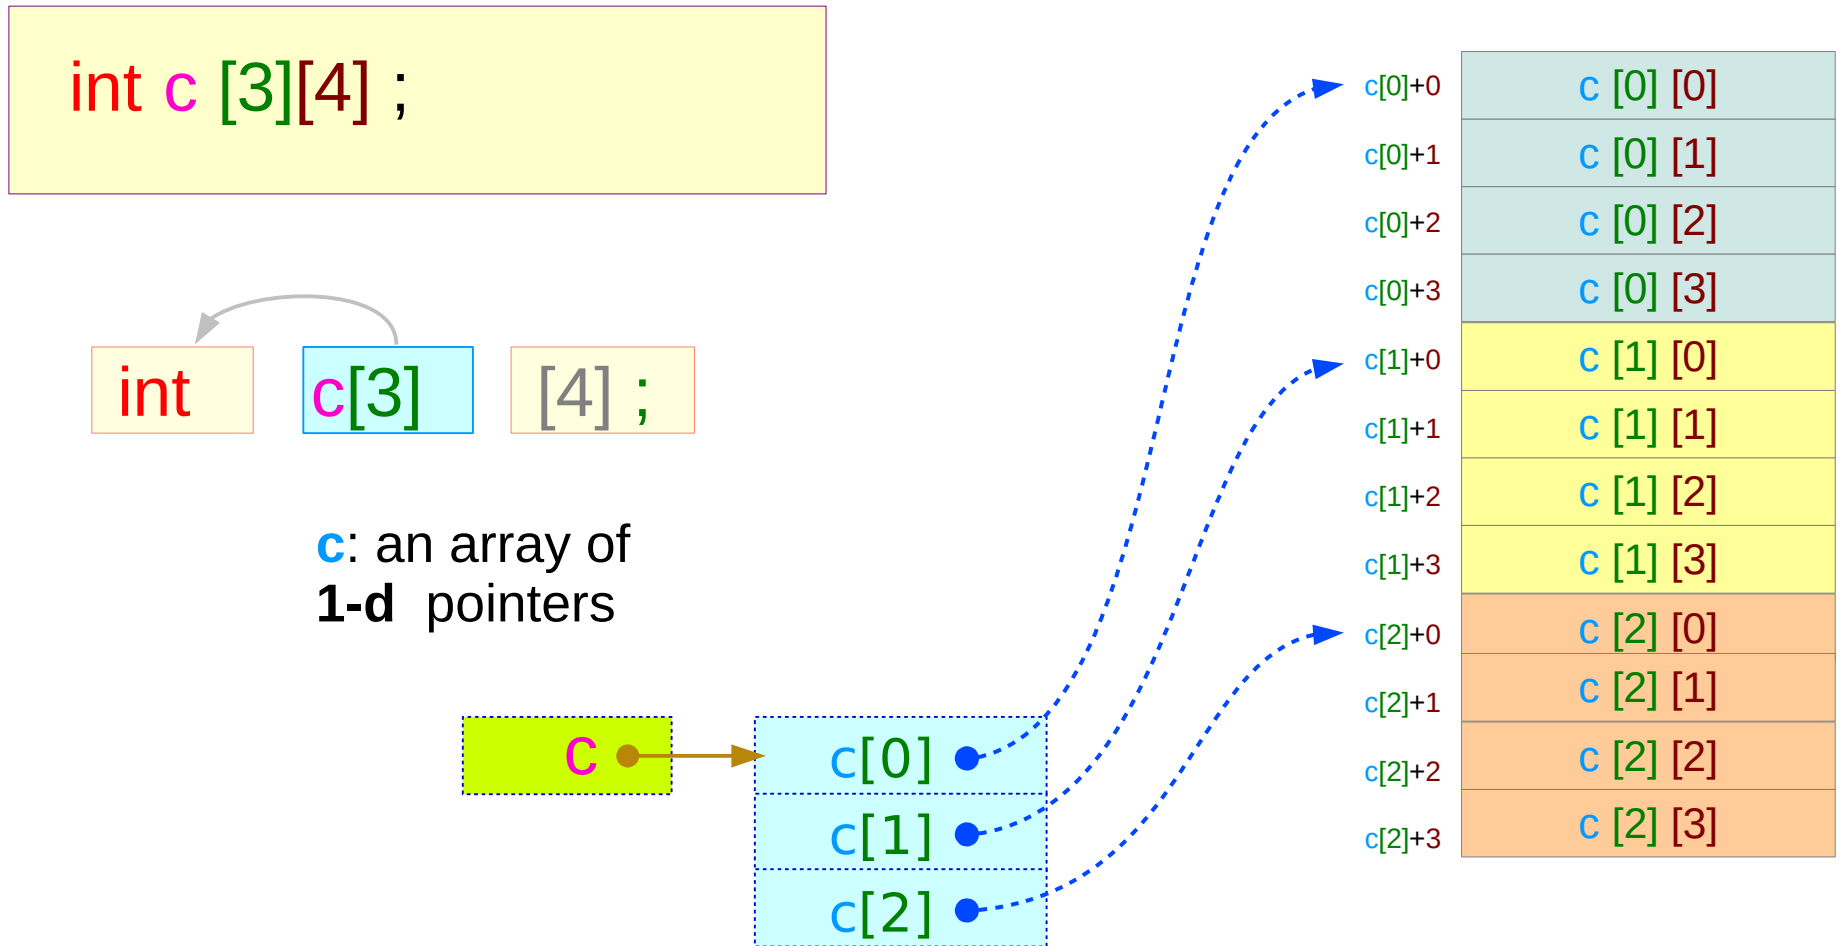 int c [3][4] ;
int c[3] [4] ;
c: an array of
1-d pointers
c
c[0]
c[1]
c[2]
c[0]+0 c [0] [0]
c[0]+1 c [0] [1]
c[0]+2 c [0] [2]
c[0]+3 c [0] [3]
c[1]+0 c [1] [0]
c[1]+1 c [1] [1]
c[1]+2 c [1] [2]
c[1]+3 c [1] [3]
c[2]+0 c [2] [0]
c[2]+1 c [2] [1]
c[2]+2 c [2] [2]
c[2]+3 c [2] [3]